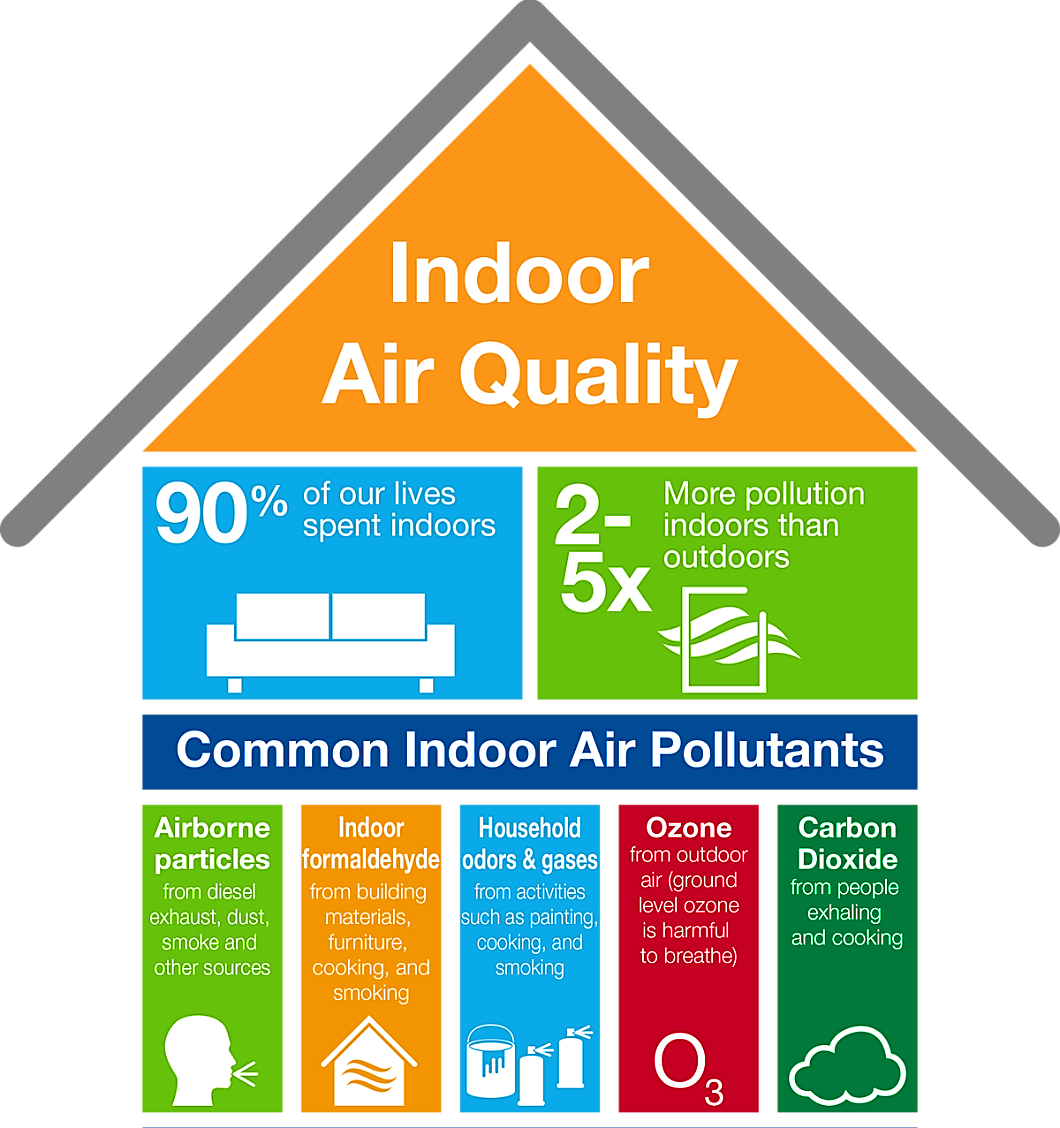 Indoor
Air Quality
90% of our lives
spent indoors
2-
5x
More pollution
indoors than
outdoors
Common Indoor Air Pollutants
Airborne
particles
from diesel
exhaust, dust,
smoke and
other sources
Indoor
formaldehyde
from building
materials,
furniture,
cooking, and
smoking
Household
odors & gases
from activities
such as painting,
cooking, and
smoking
Ozone
from outdoor
air (ground
level ozone
is harmful
to breathe)
O3
Carbon
Dioxide
from people
exhaling
and cooking